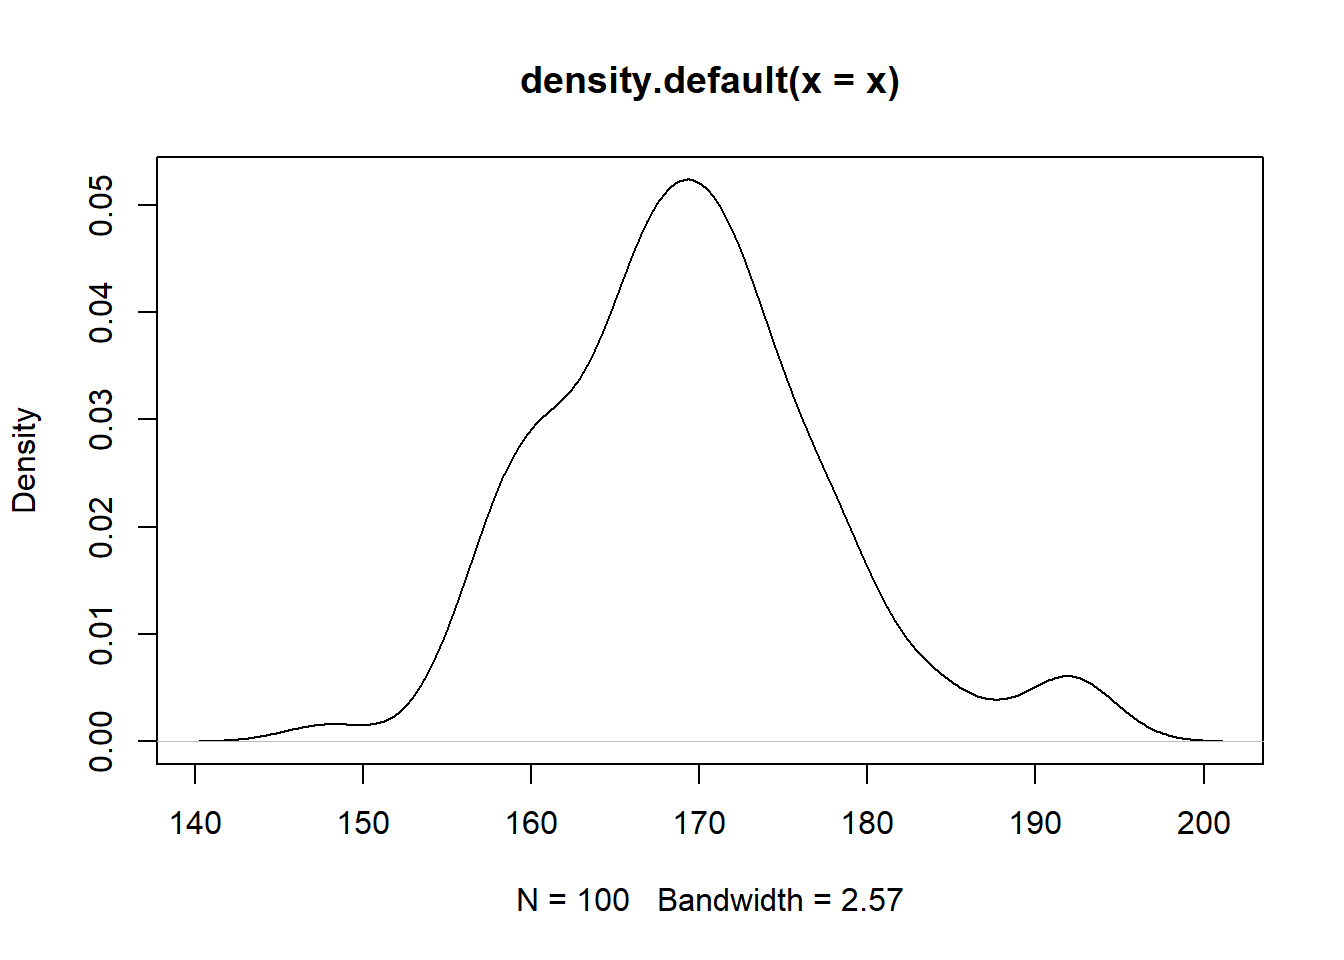 density.default(x = x)
Density
0.05
0.04
0.03
0.02
0.01
0.00
140 150 160 170 180 190 200
N = 100   Bandwidth = 2.57